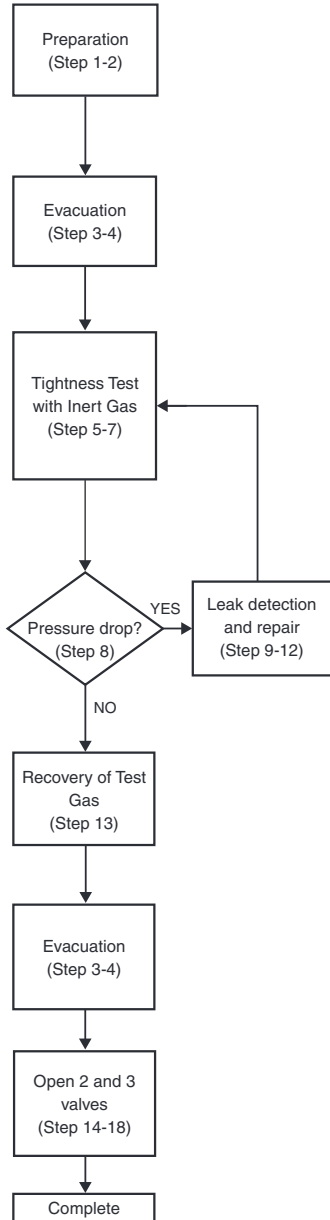 Preparation
(Step 1-2)
Evacuation
(Step 3-4)
Tightness Test
with Inert Gas
(Step 5-7)
Pressure drop?
(Step 8)
YES
Leak detection
and repair
(Step 9-12)
NO
Recovery of Test
Gas
(Step 13)
Evacuation
(Step 3-4)
Open 2 and 3
valves
(Step 14-18)
Complete